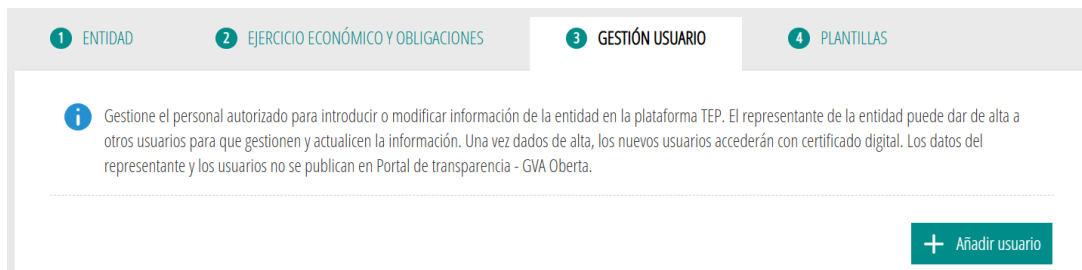 1 ENTIDAD 2 EJERCICIO ECONÓMICO Y OBLIGACIONES 3 GESTIÓN USUARIO 4 PLANTILLAS
i Gestione el personal autorizado para introducir o modificar información de la entidad en la plataforma TEP. El representante de la entidad puede dar de alta a
otros usuarios para que gestionen y actualicen la información. Una vez dados de alta, los nuevos usuarios accederán con certificado digital. Los datos del
representante y los usuarios no se publican en Portal de transparencia - GVA Oberta.
+ Añadir usuario